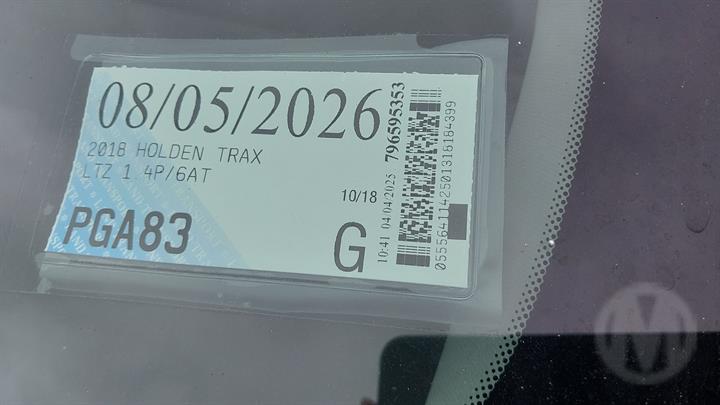 08/05/2026
2018 HOLDEN TRAX
LTZ 1.4P/6AT
10/18
PGA83
G
10:41 04/04/2025 796595353
0555641142501318184399
M